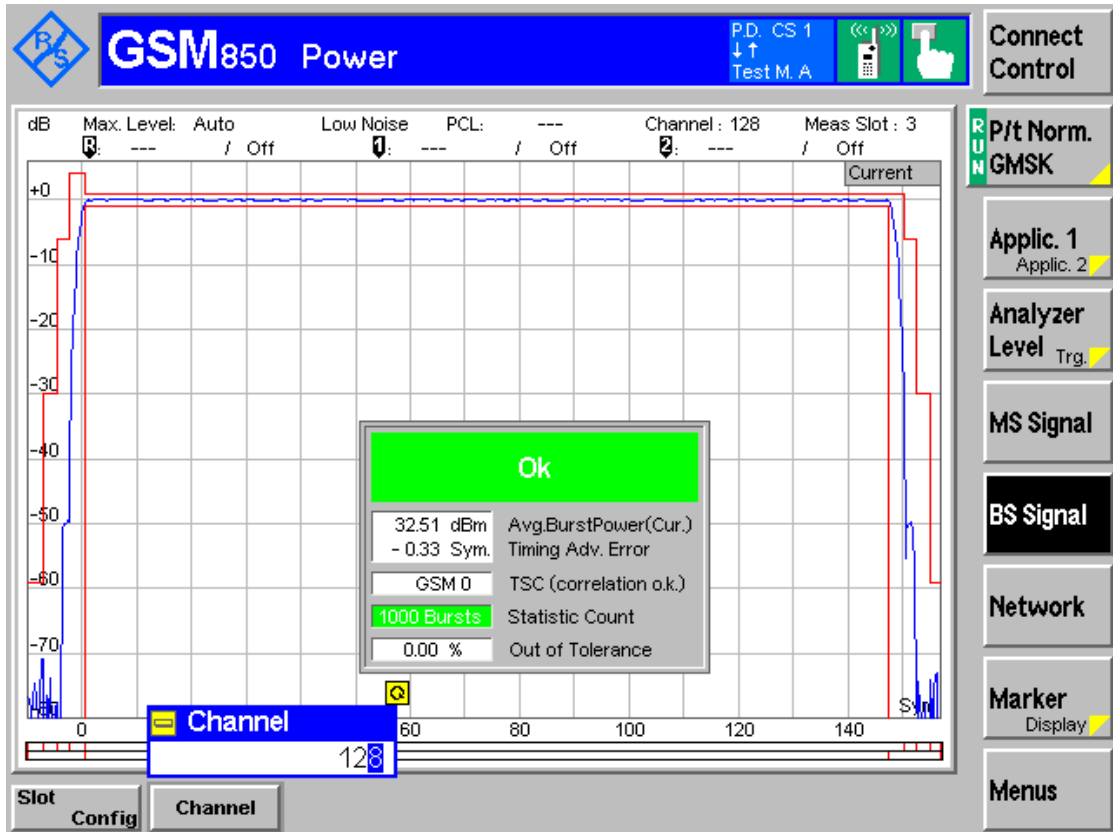 R&S GSM850 Power
P.D. CS 1
Test M. A
Connect
Control
dB Max. Level: Auto Low Noise PCL: --- Channel : 128 Meas Slot : 3
R: --- / Off 1: --- / Off 2: --- / Off
Current
RUN
P/t Norm.
GMSK
+0
-10
-20
-30
-40
-50
-60
-70
Applic. 1
Applic. 2
Analyzer
Level Trg.
MS Signal
BS Signal
Network
Marker
Display
Menus
Ok
32.51 dBm Avg.BurstPower(Cur.)
- 0.33 Sym. Timing Adv. Error
GSM 0 TSC (correlation o.k.)
1000 Bursts Statistic Count
0.00 % Out of Tolerance
0 60 80 100 120 140
Channel
128
Slot
Config
Channel